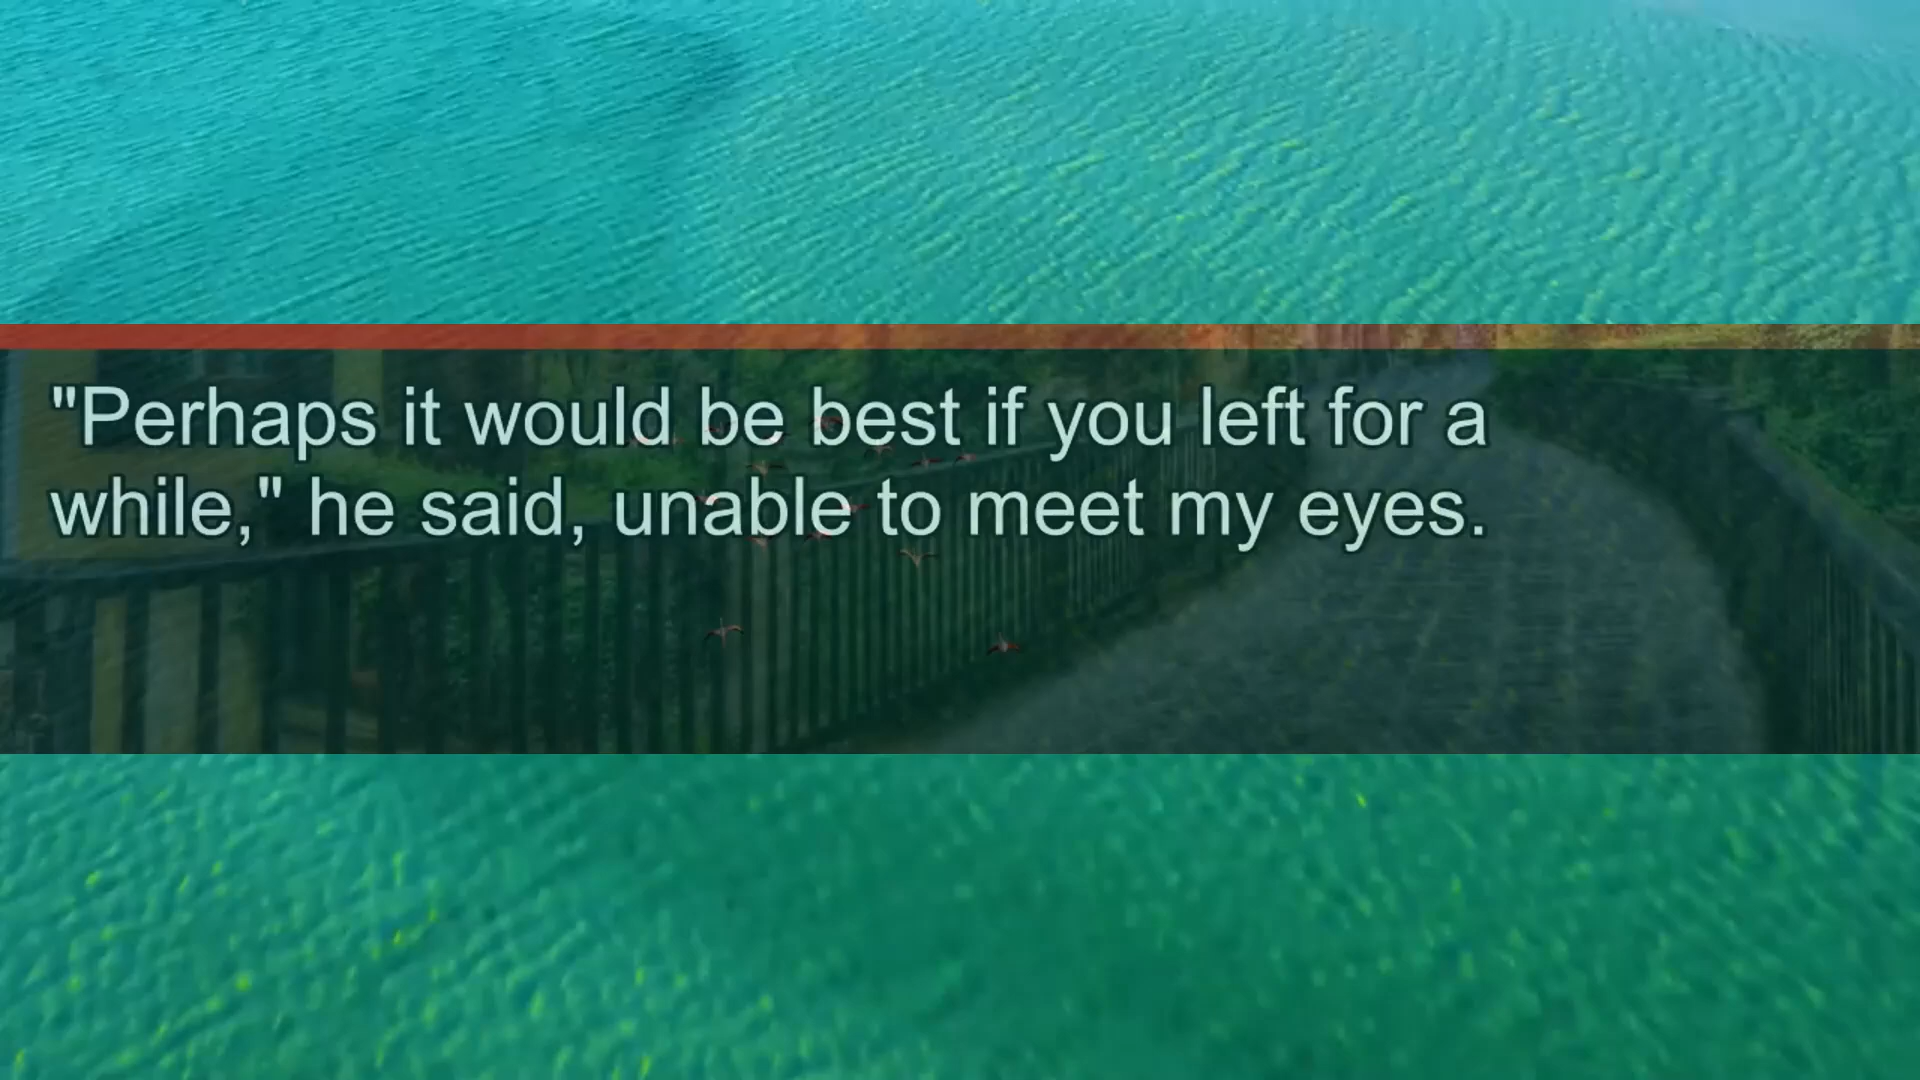 "Perhaps it would be best if you left for a
while," he said, unable to meet my eyes.